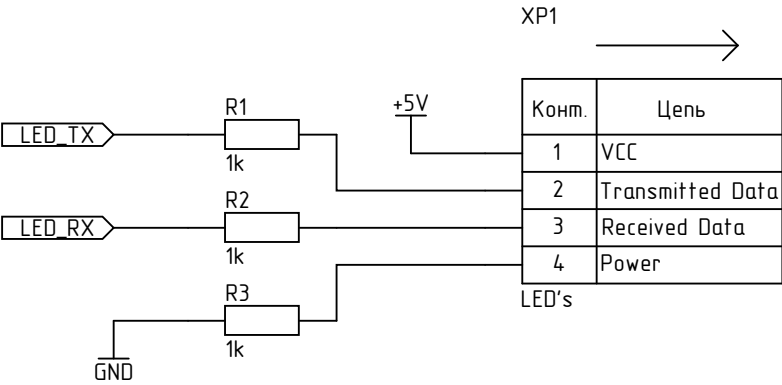 XP1
R1
+5V
Конт. Цепь
LED_TX
1k
1 VCC
2 Transmitted Data
R2
LED_RX
3 Received Data
1k
4 Power
R3
LED's
1k
GND